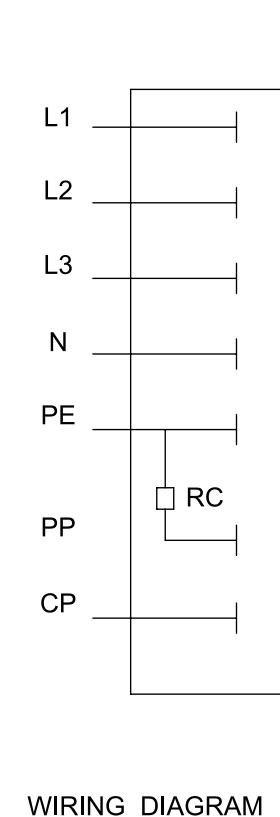 L1
L2
L3
N
PE
RC
PP
CP
WIRING DIAGRAM